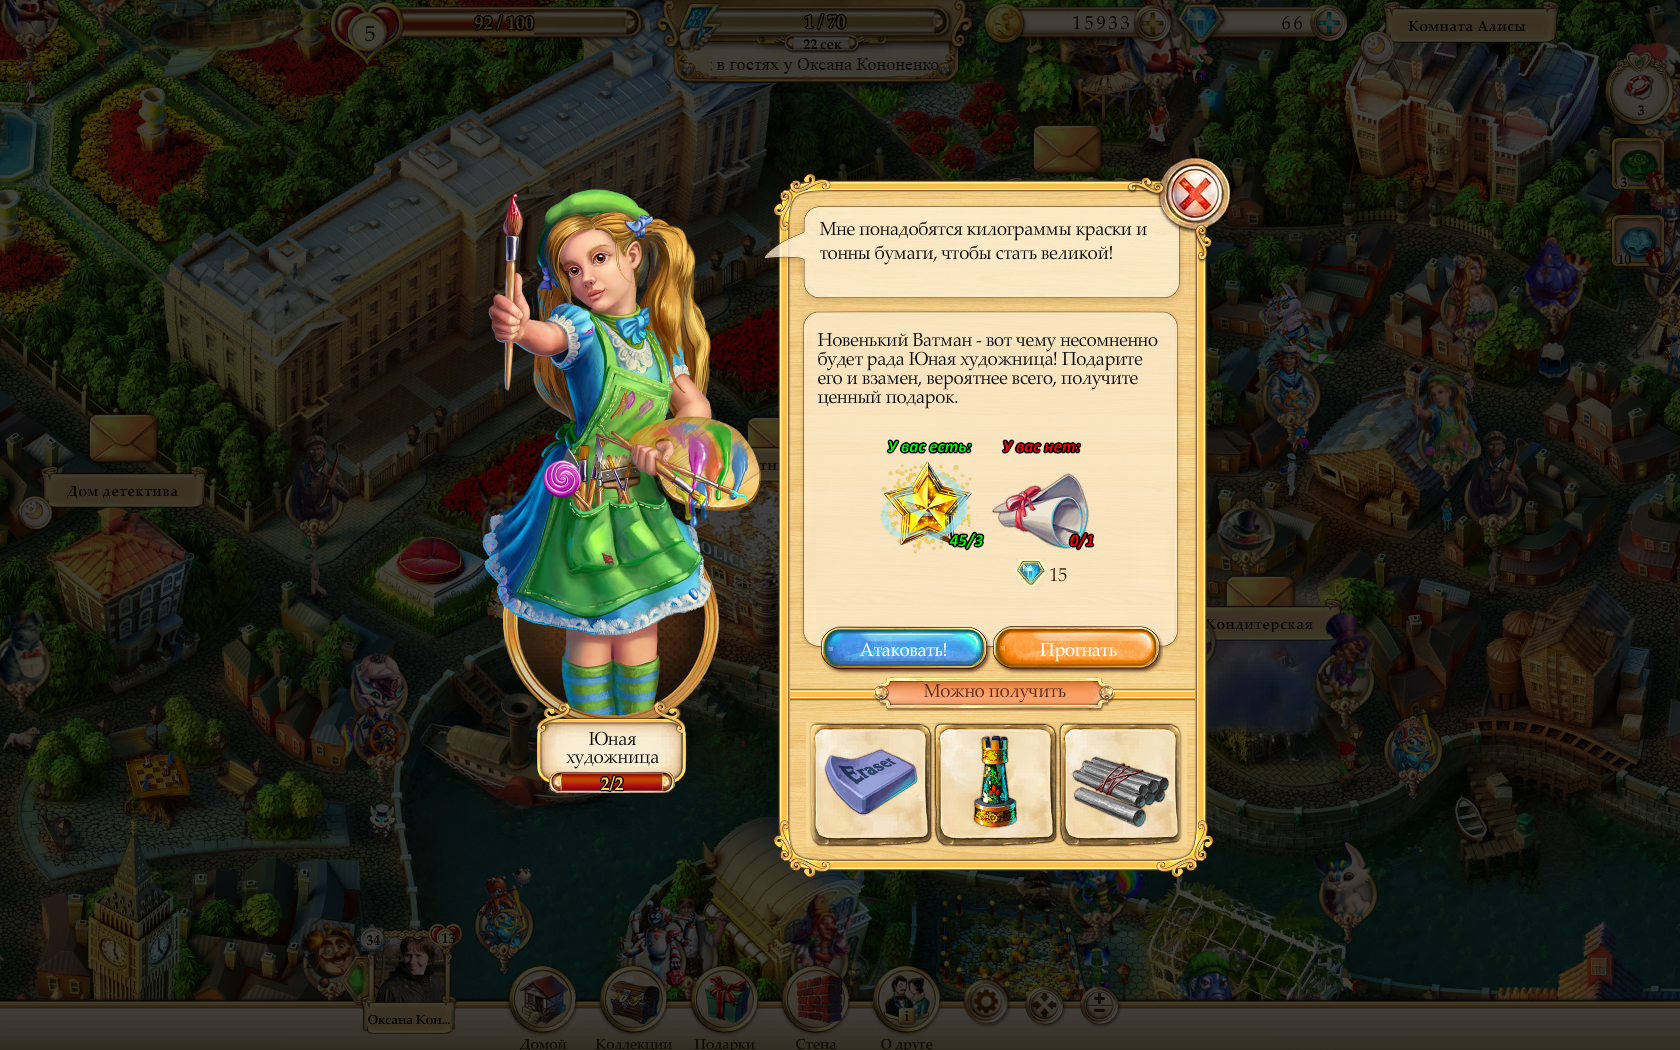 5
92 / 100
1 / 70
22 сек
в гостях у Оксана Кононенко
15933
66
Комната Алисы
3
3
10
Мне понадобятся килограммы краски и
тонны бумаги, чтобы стать великой!
Новенький Ватман - вот чему несомненно
будет рада Юная художница! Подарите
его и взамен, вероятнее всего, получите
ценный подарок.
У вас есть:
У вас нет:
45/3
0/1
15
Атаковать!
Прогнать
Можно получить
Eraser
Юная
художница
2/2
Дом детектива
Кондитерская
34
13
Оксана Кон...
Домой
Коллекции
Подарки
Стена
О друге